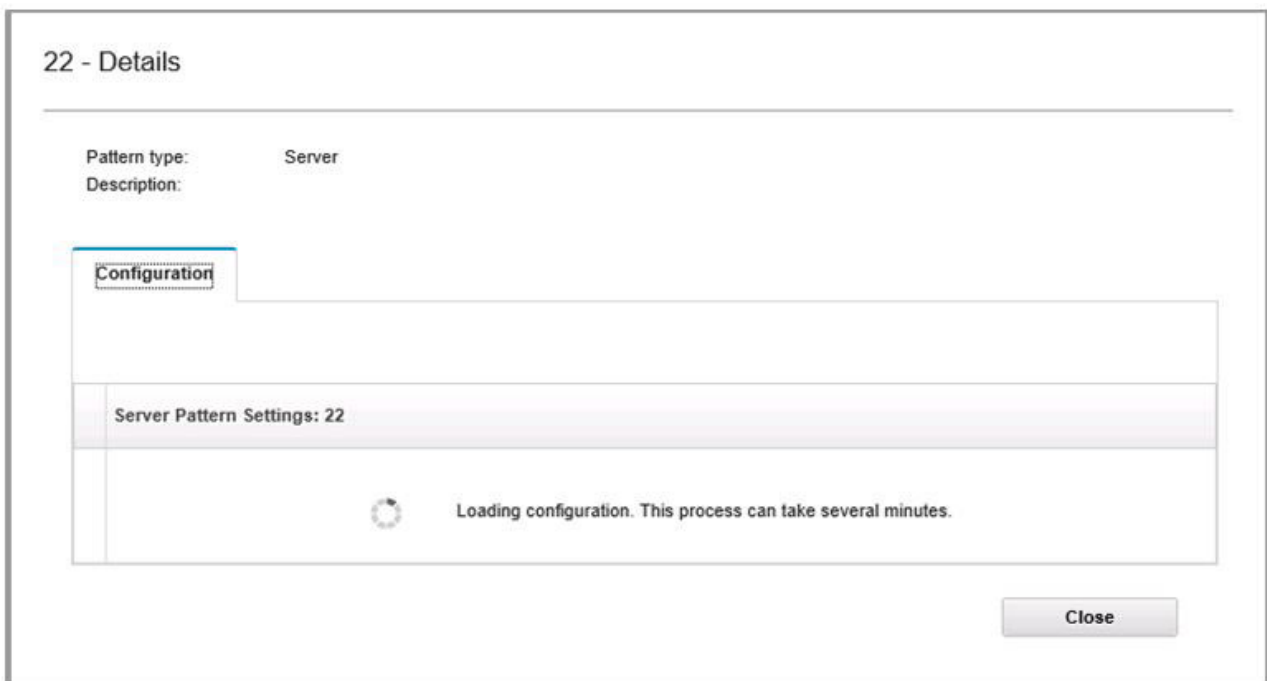 22 - Details
Pattern type: Server
Description:
Configuration
Server Pattern Settings: 22
Loading configuration. This process can take several minutes.
Close